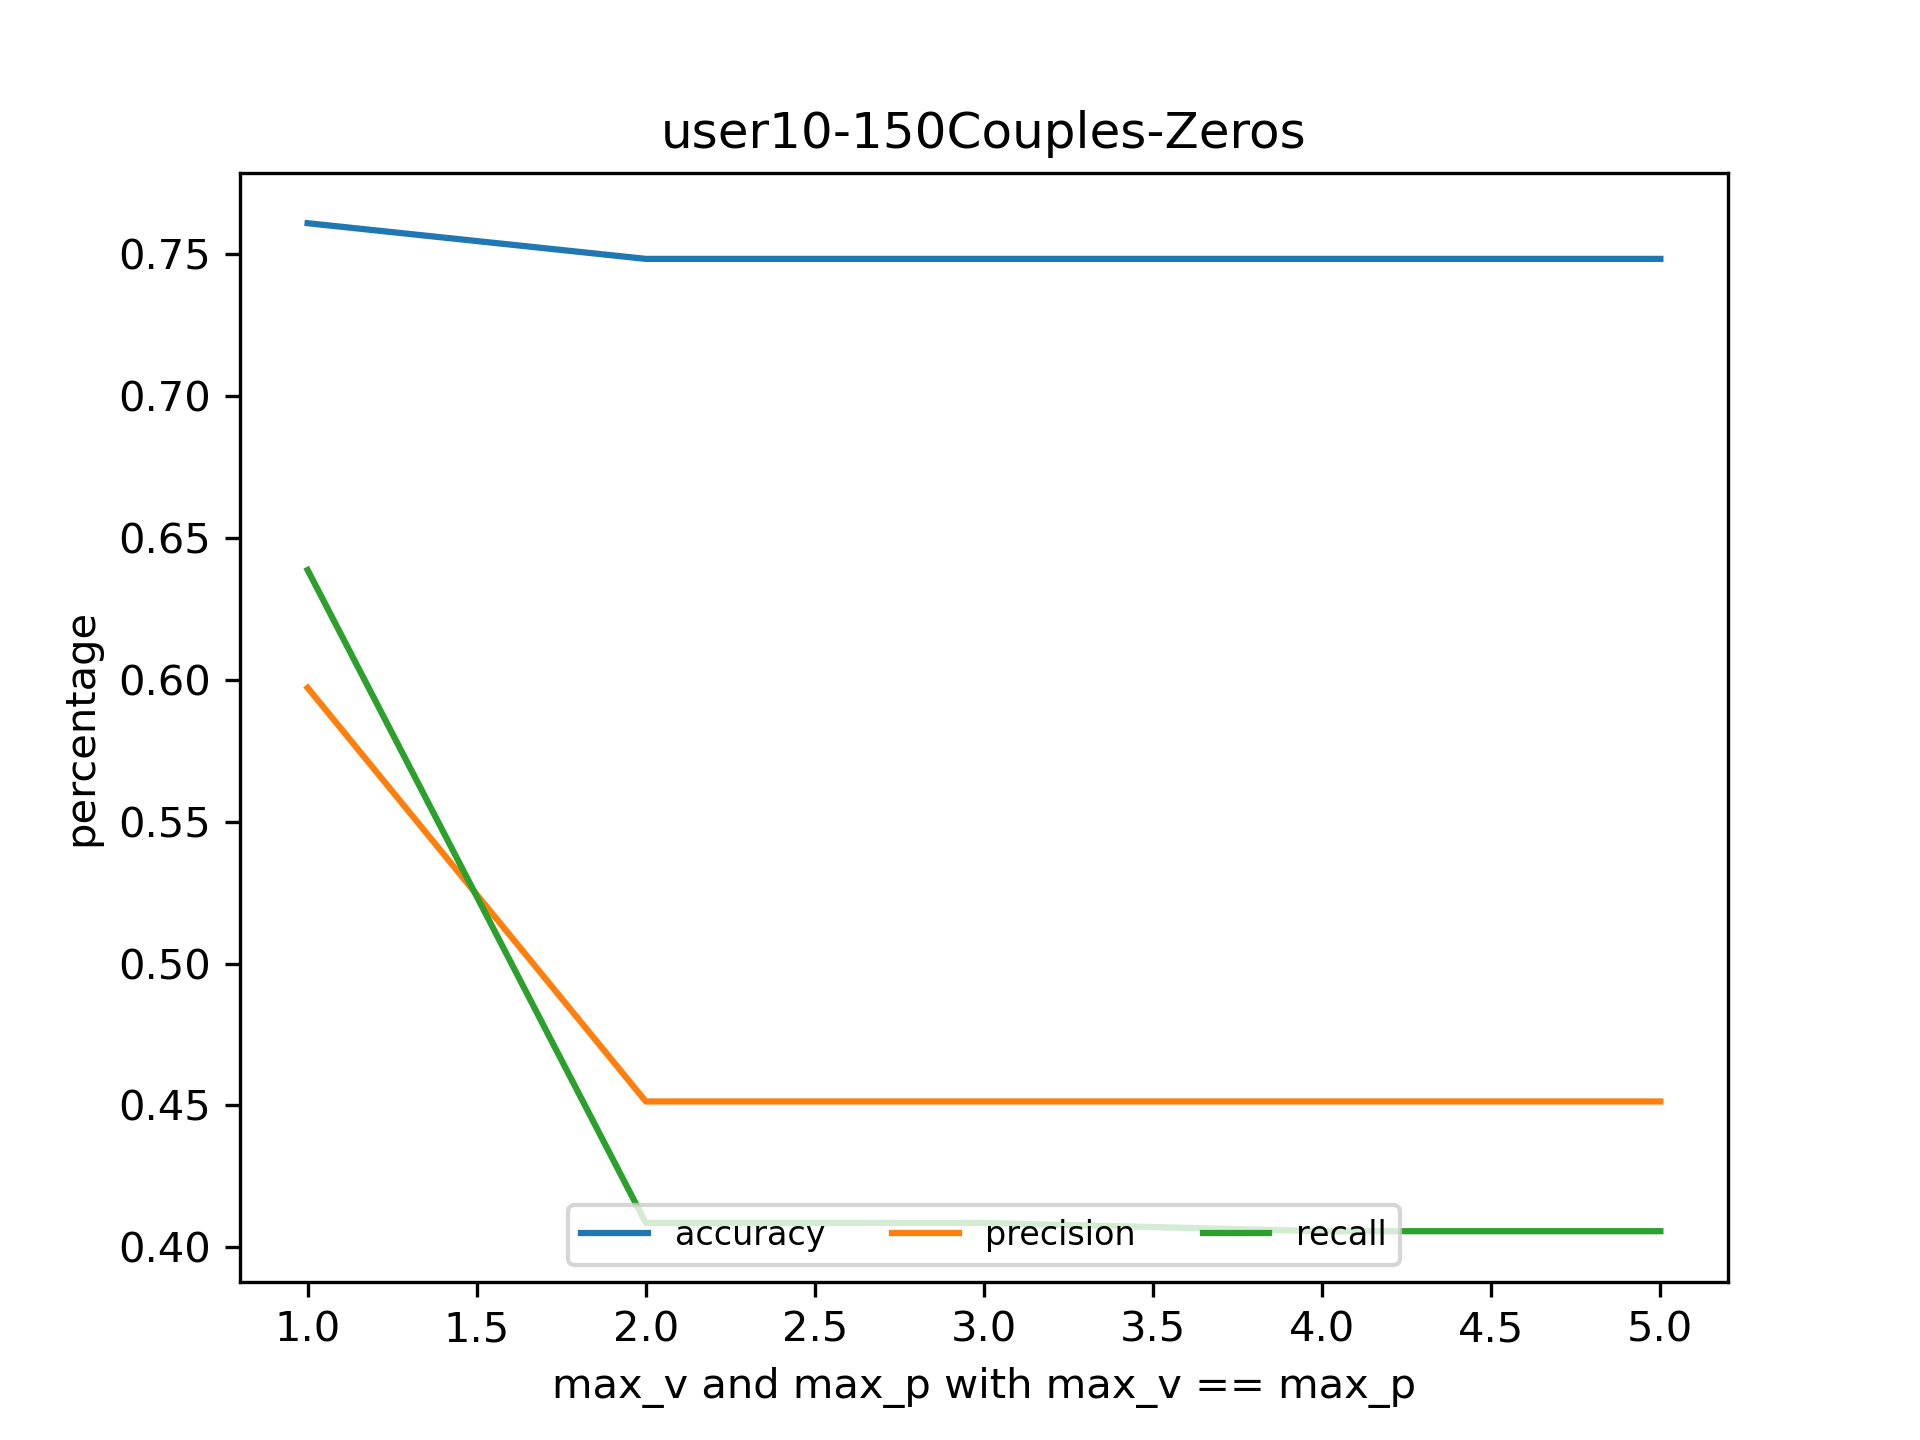 user10-150Couples-Zeros
percentage
0.75
0.70
0.65
0.60
0.55
0.50
0.45
0.40
accuracy precision recall
1.0 1.5 2.0 2.5 3.0 3.5 4.0 4.5 5.0
max_v and max_p with max_v == max_p